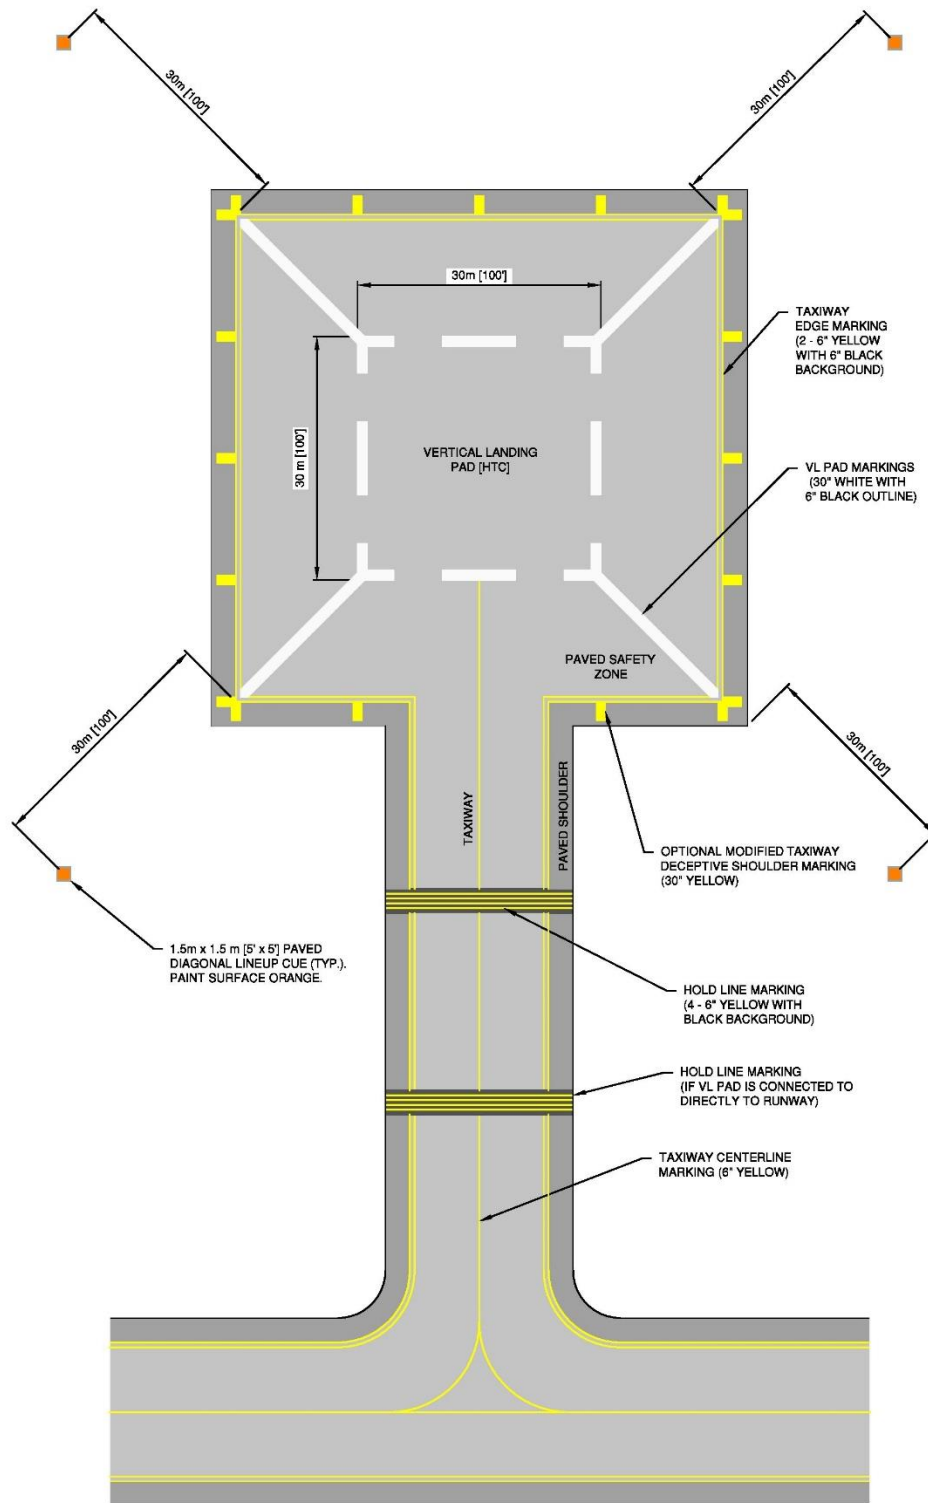 30m [100']
30m [100']
30m [100']
30 m [100']
TAXIWAY
EDGE MARKING
(2 - 6" YELLOW
WITH 6" BLACK
BACKGROUND)
VERTICAL LANDING
PAD [HTC]
VL PAD MARKINGS
(30" WHITE WITH
6" BLACK OUTLINE)
PAVED SAFETY
ZONE
30m [100']
30m [100']
TAXIWAY
PAVED SHOULDER
OPTIONAL MODIFIED TAXIWAY
DECEPTIVE SHOULDER MARKING
(30" YELLOW)
1.5m x 1.5 m [5' x 5'] PAVED
DIAGONAL LINEUP CUE (TYP.).
PAINT SURFACE ORANGE.
HOLD LINE MARKING
(4 - 6" YELLOW WITH
BLACK BACKGROUND)
HOLD LINE MARKING
(IF VL PAD IS CONNECTED TO
DIRECTLY TO RUNWAY)
TAXIWAY CENTERLINE
MARKING (6" YELLOW)